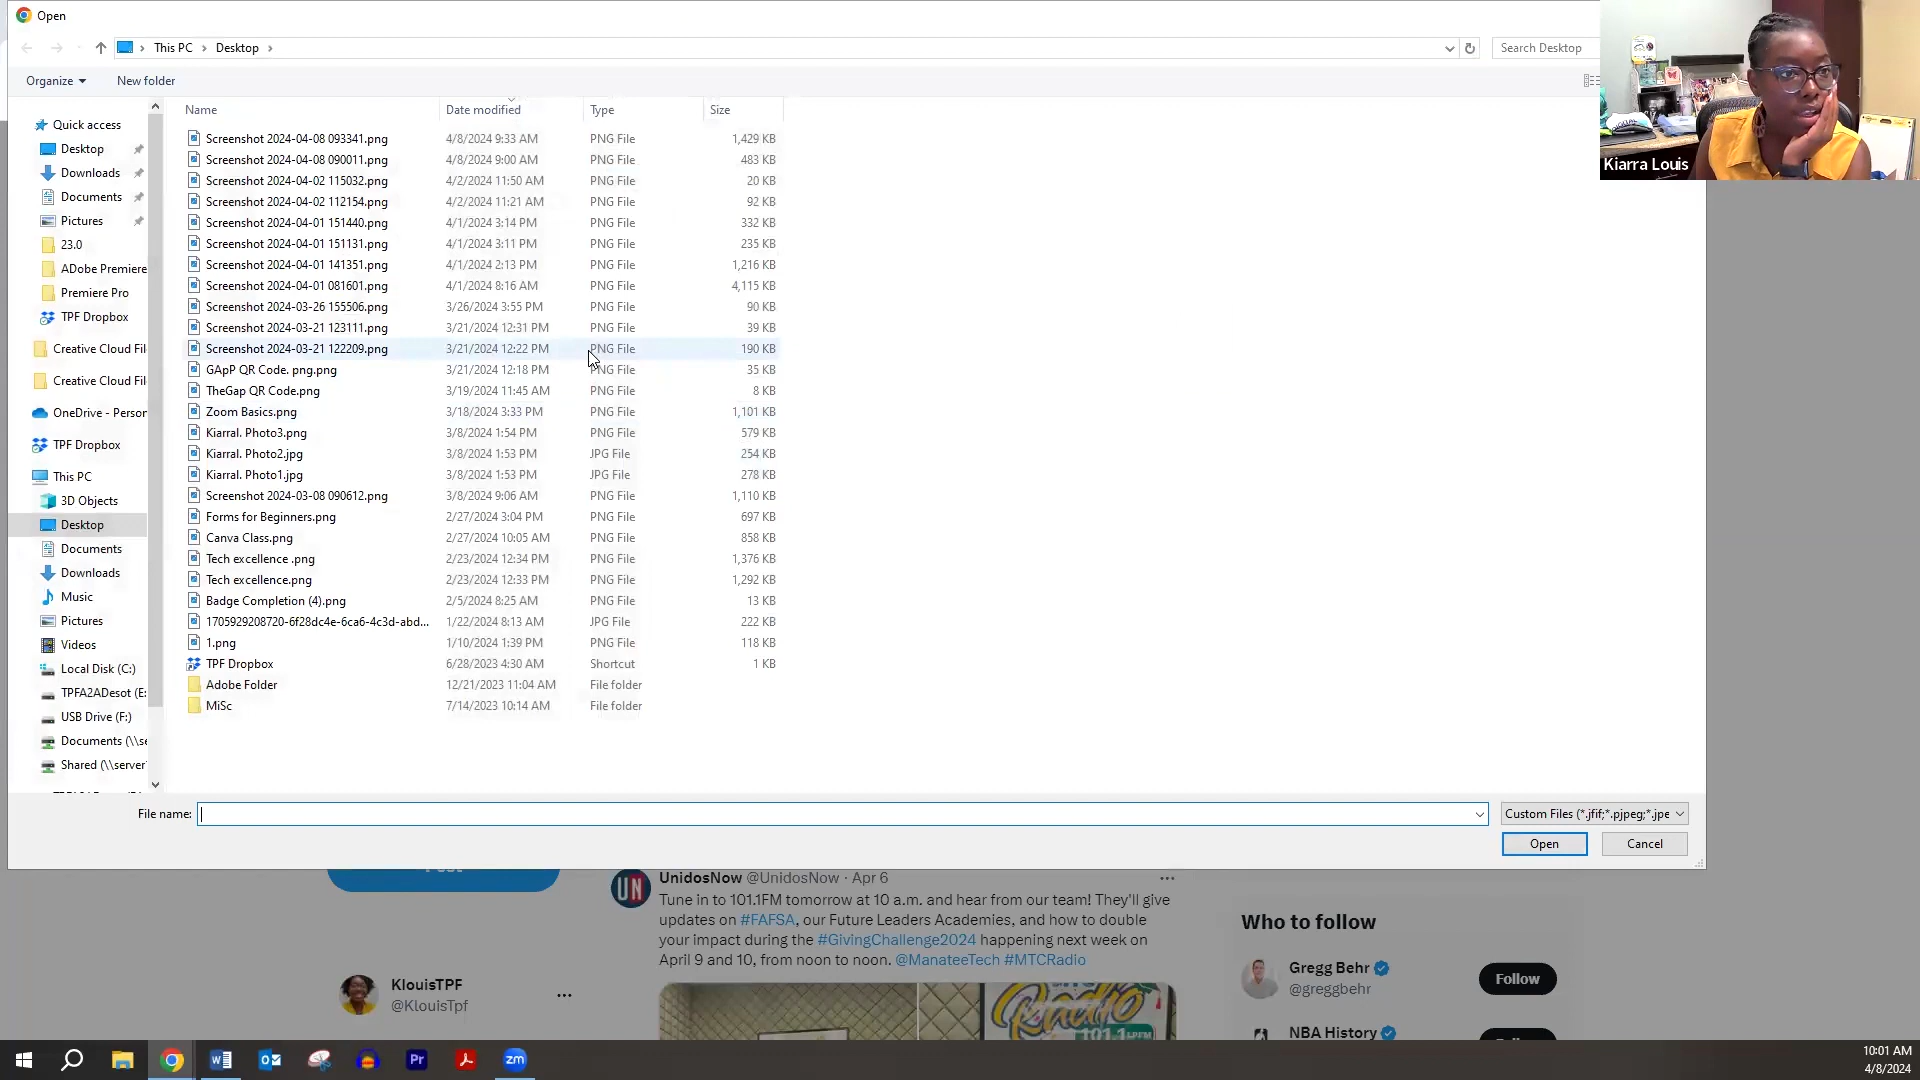 Open
This PC > Desktop >
Search Desktop
Organize
New folder
Quick access
Desktop
Downloads
Documents
Pictures
23.0
ADobe Premiere
Premiere Pro
TPF Dropbox
Creative Cloud Fil
Creative Cloud Fil
OneDrive - Person
TPF Dropbox
This PC
3D Objects
Desktop
Documents
Downloads
Music
Pictures
Videos
Local Disk (C:)
TPFA2ADesot (E:
USB Drive (F:)
Documents (\\se
Shared (\\server
Name Date modified Type Size
Screenshot 2024-04-08 093341.png 4/8/2024 9:33 AM PNG File 1,429 KB
Screenshot 2024-04-08 090011.png 4/8/2024 9:00 AM PNG File 483 KB
Screenshot 2024-04-02 115032.png 4/2/2024 11:50 AM PNG File 20 KB
Screenshot 2024-04-02 112154.png 4/2/2024 11:21 AM PNG File 92 KB
Screenshot 2024-04-01 151440.png 4/1/2024 3:14 PM PNG File 332 KB
Screenshot 2024-04-01 151131.png 4/1/2024 3:11 PM PNG File 235 KB
Screenshot 2024-04-01 141351.png 4/1/2024 2:13 PM PNG File 1,216 KB
Screenshot 2024-04-01 081601.png 4/1/2024 8:16 AM PNG File 4,115 KB
Screenshot 2024-03-26 155506.png 3/26/2024 3:55 PM PNG File 90 KB
Screenshot 2024-03-21 123111.png 3/21/2024 12:31 PM PNG File 39 KB
Screenshot 2024-03-21 122209.png 3/21/2024 12:22 PM PNG File 190 KB
GApP QR Code. png.png 3/21/2024 12:18 PM PNG File 35 KB
TheGap QR Code.png 3/19/2024 11:45 AM PNG File 8 KB
Zoom Basics.png 3/18/2024 3:33 PM PNG File 1,101 KB
Kiarral. Photo3.png 3/8/2024 1:54 PM PNG File 579 KB
Kiarral. Photo2.jpg 3/8/2024 1:53 PM JPG File 254 KB
Kiarral. Photo1.jpg 3/8/2024 1:53 PM JPG File 278 KB
Screenshot 2024-03-08 090612.png 3/8/2024 9:06 AM PNG File 1,110 KB
Forms for Beginners.png 2/27/2024 3:04 PM PNG File 697 KB
Canva Class.png 2/27/2024 10:05 AM PNG File 858 KB
Tech excellence .png 2/23/2024 12:34 PM PNG File 1,376 KB
Tech excellence.png 2/23/2024 12:33 PM PNG File 1,292 KB
Badge Completion (4).png 2/5/2024 8:25 AM PNG File 13 KB
1705929208720-6f28dc4e-6ca6-4c3d-abd... 1/22/2024 8:13 AM JPG File 222 KB
1.png 1/10/2024 1:39 PM PNG File 118 KB
TPF Dropbox 6/28/2023 4:30 AM Shortcut 1 KB
Adobe Folder 12/21/2023 11:04 AM File folder
MiSc 7/14/2023 10:14 AM File folder
File name:
Custom Files (*.jfif;*.pjpeg;*.jpe
Open
Cancel
Kiarra Louis
UN
UnidosNow @UnidosNow · Apr 6
Tune in to 101.1FM tomorrow at 10 a.m. and hear from our team! They'll give
updates on #FAFSA, our Future Leaders Academies, and how to double
your impact during the #GivingChallenge2024 happening next week on
April 9 and 10, from noon to noon. @ManateeTech #MTCRadio
Radio
101.1 LPFM
KlouisTPF
@KlouisTpf
Who to follow
Gregg Behr
@greggbehr
Follow
NBA History
Pr
zm
10:01 AM
4/8/2024